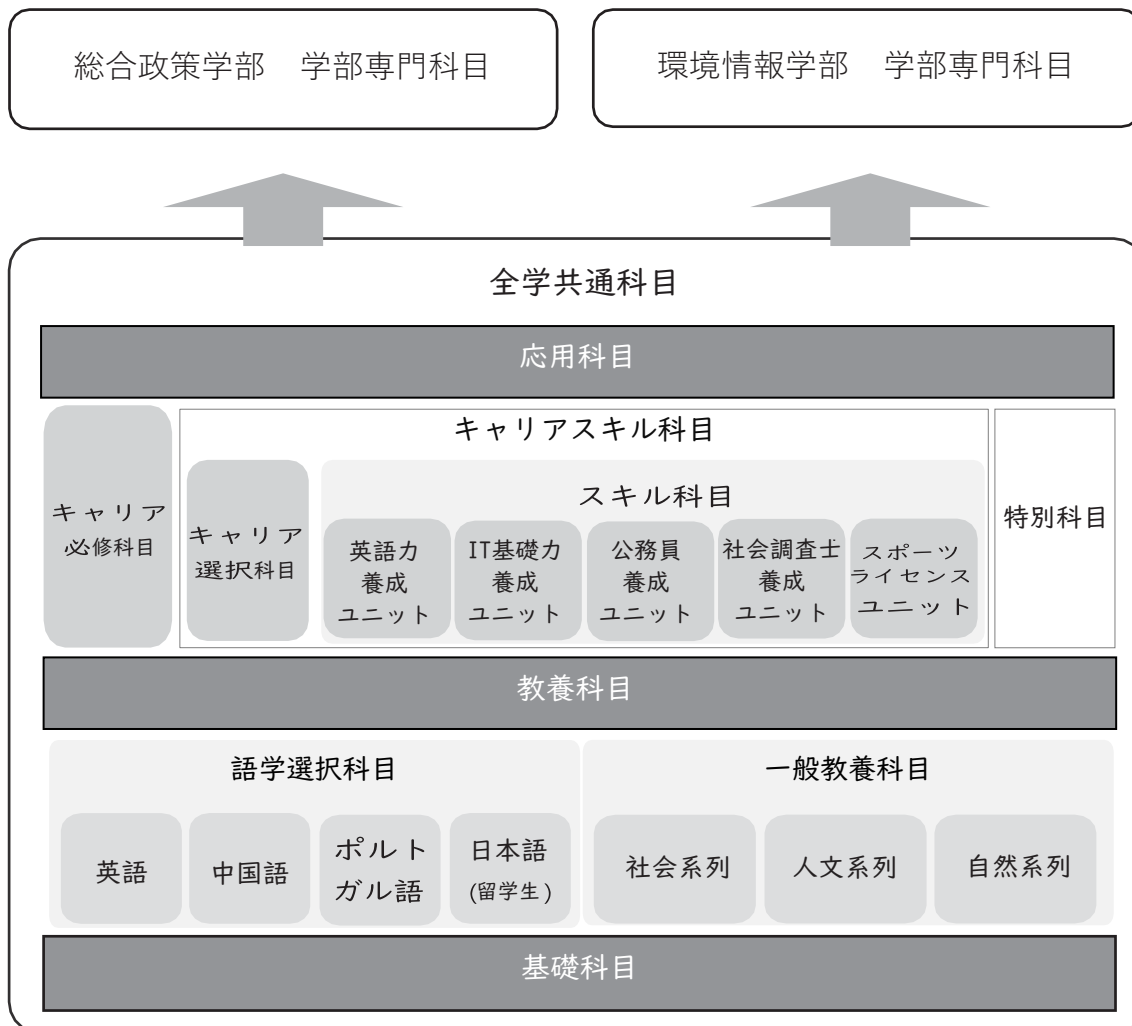 総合政策学部　学部専門科目
環境情報学部　学部専門科目
全学共通科目
応用科目
キャリア
必修科目
キャリアスキル科目
キャリア
選択科目
スキル科目
英語力
養成
ユニット
IT基礎力
養成
ユニット
公務員
養成
ユニット
社会調査士
養成
ユニット
スポーツ
ライセンス
ユニット
特別科目
教養科目
語学選択科目
英語
中国語
ポルト
ガル語
日本語
(留学生)
一般教養科目
社会系列
人文系列
自然系列
基礎科目